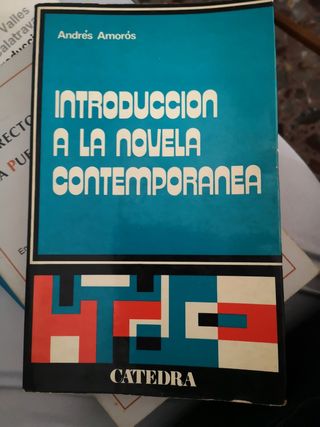 Andrés Amorós
INTRODUCCION
A LA NOVELA
CONTEMPORANEA
CATEDRA
Valles